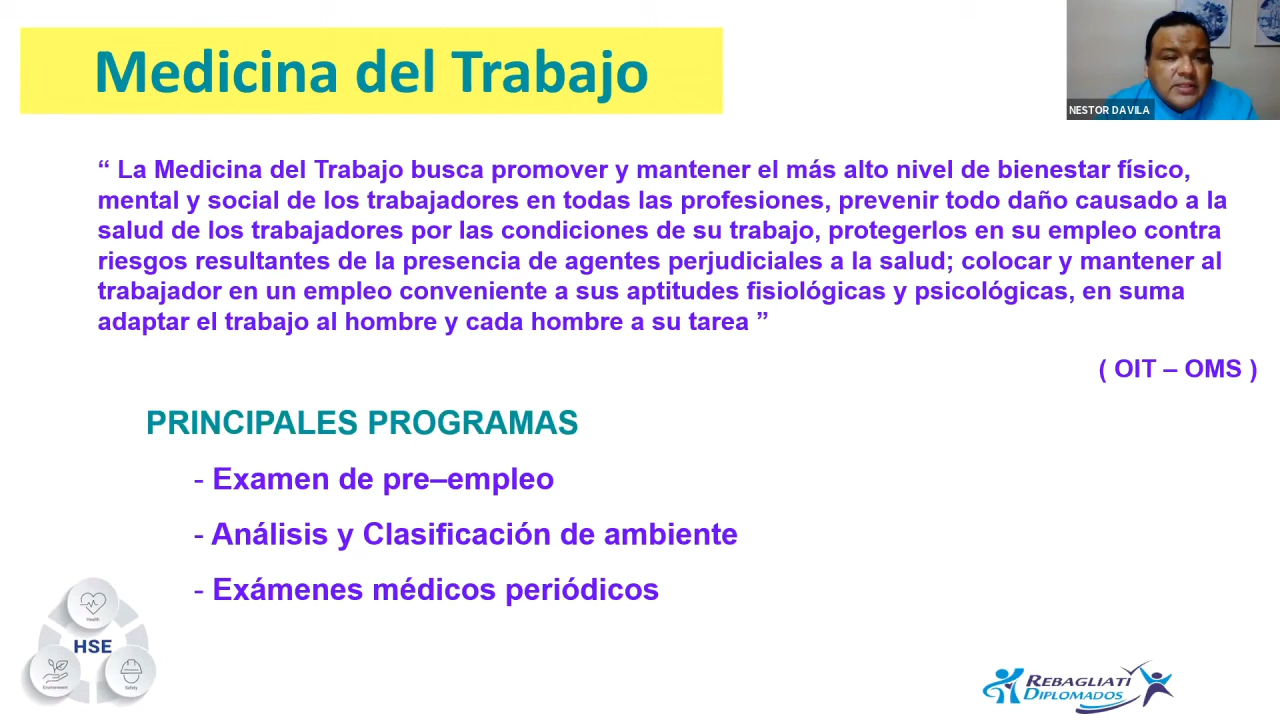 Medicina del Trabajo
NESTOR DAVILA
“ La Medicina del Trabajo busca promover y mantener el más alto nivel de bienestar físico,
mental y social de los trabajadores en todas las profesiones, prevenir todo daño causado a la
salud de los trabajadores por las condiciones de su trabajo, protegerlos en su empleo contra
riesgos resultantes de la presencia de agentes perjudiciales a la salud; colocar y mantener al
trabajador en un empleo conveniente a sus aptitudes fisiológicas y psicológicas, en suma
adaptar el trabajo al hombre y cada hombre a su tarea ”
( OIT – OMS )
PRINCIPALES PROGRAMAS
- Examen de pre–empleo
- Análisis y Clasificación de ambiente
- Exámenes médicos periódicos
Health
HSE
Environment
Safety
REBAGLIATI
DIPLOMADOS